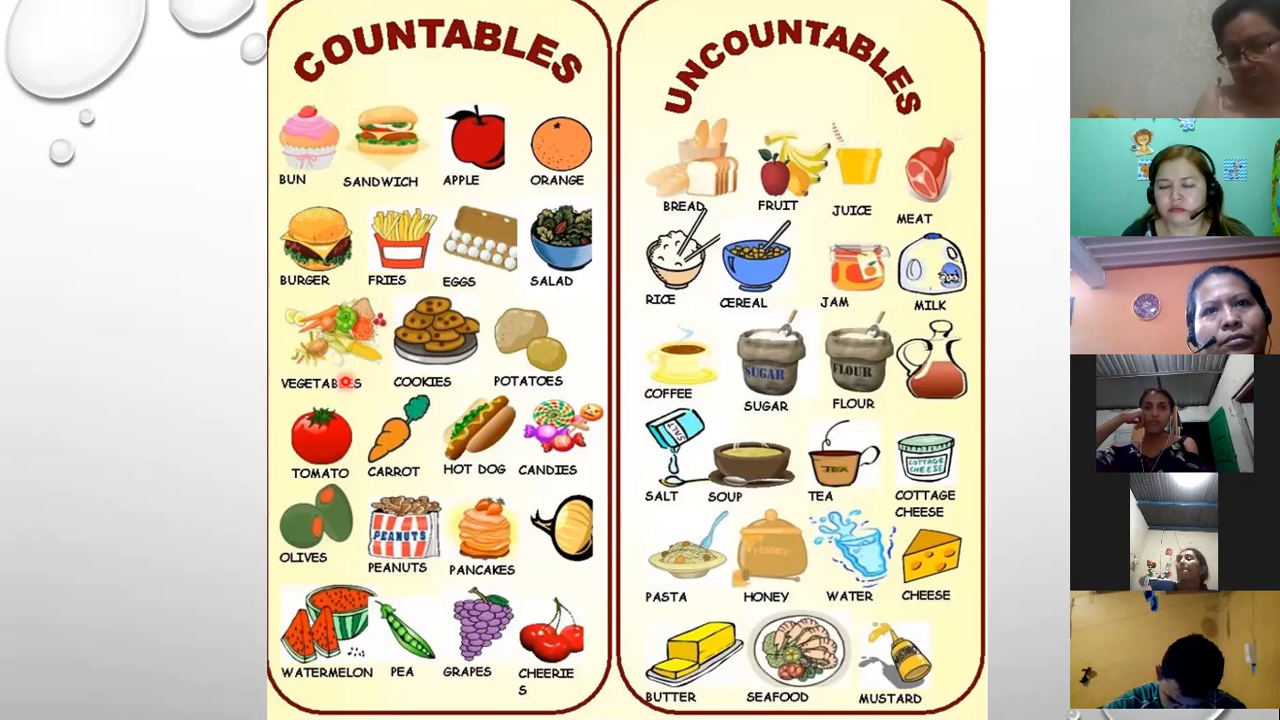 COUNTABLES
BUN SANDWICH APPLE ORANGE
BURGER FRIES EGGS SALAD
VEGETAB S COOKIES POTATOES
TOMATO CARROT HOT DOG CANDIES
OLIVES PEANUTS PEANUTS PANCAKES
WATERMELON PEA GRAPES CHEERIE
S
UNCOUNTABLES
BREAD FRUIT JUICE MEAT
RICE CEREAL JAM MILK
SUGAR FLOUR
COFFEE SUGAR FLOUR
SALT TEA COTTAGE
CHEESE
SALT SOUP TEA COTTAGE
CHEESE
HONEY
PASTA HONEY WATER CHEESE
BUTTER SEAFOOD MUSTARD